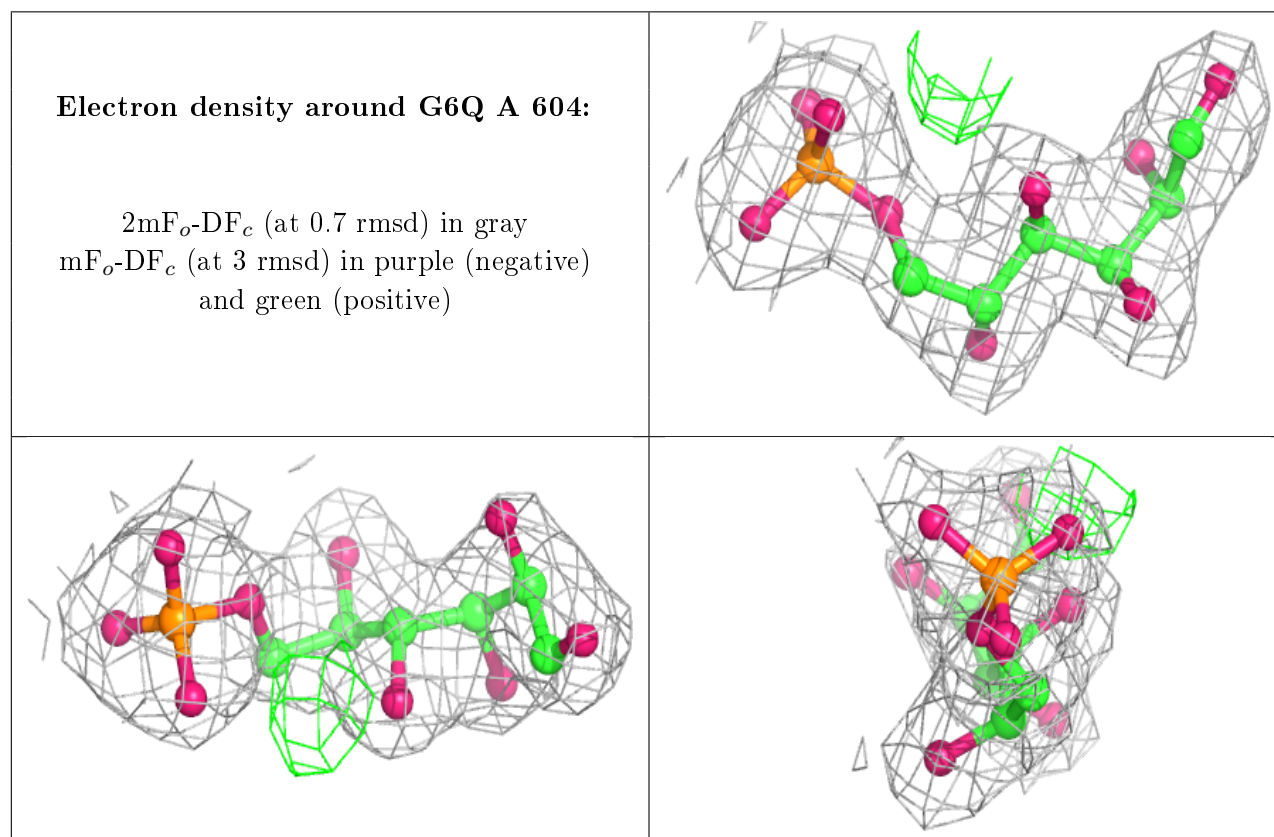 Electron density around G6Q A 604:
2mFo-DFc (at 0.7 rmsd) in gray
mFo-DFc (at 3 rmsd) in purple (negative)
and green (positive)